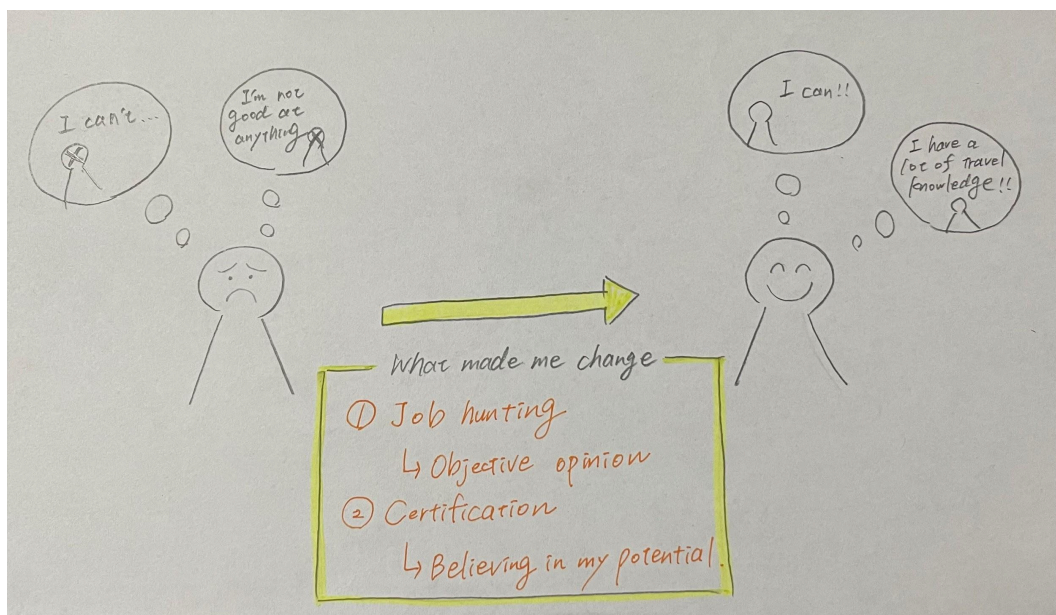 I can't...
I'm not
good at
anything
I can!!
I have a
lot of travel
knowledge!!
What made me change
① Job hunting
↳ Objective opinion
② Certification
↳ Believing in my potential.